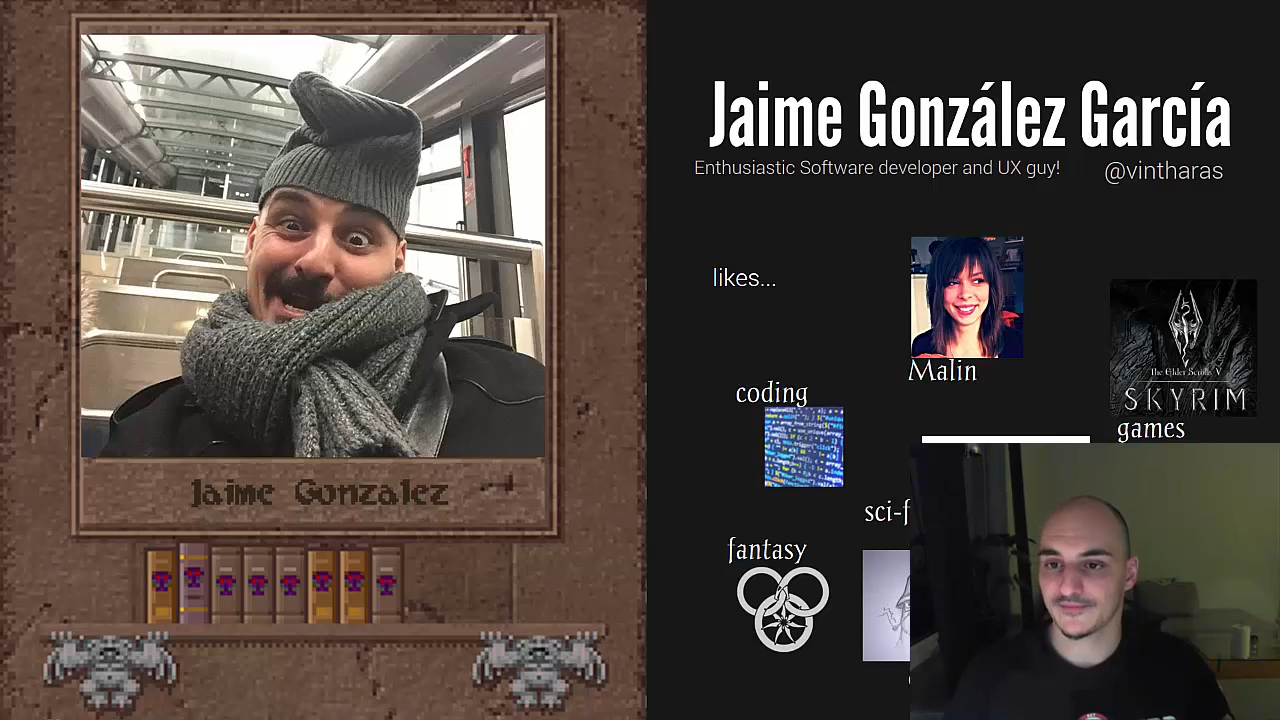 Jaime Gonzalez
Jaime González García
Enthusiastic Software developer and UX guy!
@vintharas
likes...
Malin
The Elder Scrolls V
SKYRIM
games
coding
sci-f
fantasy